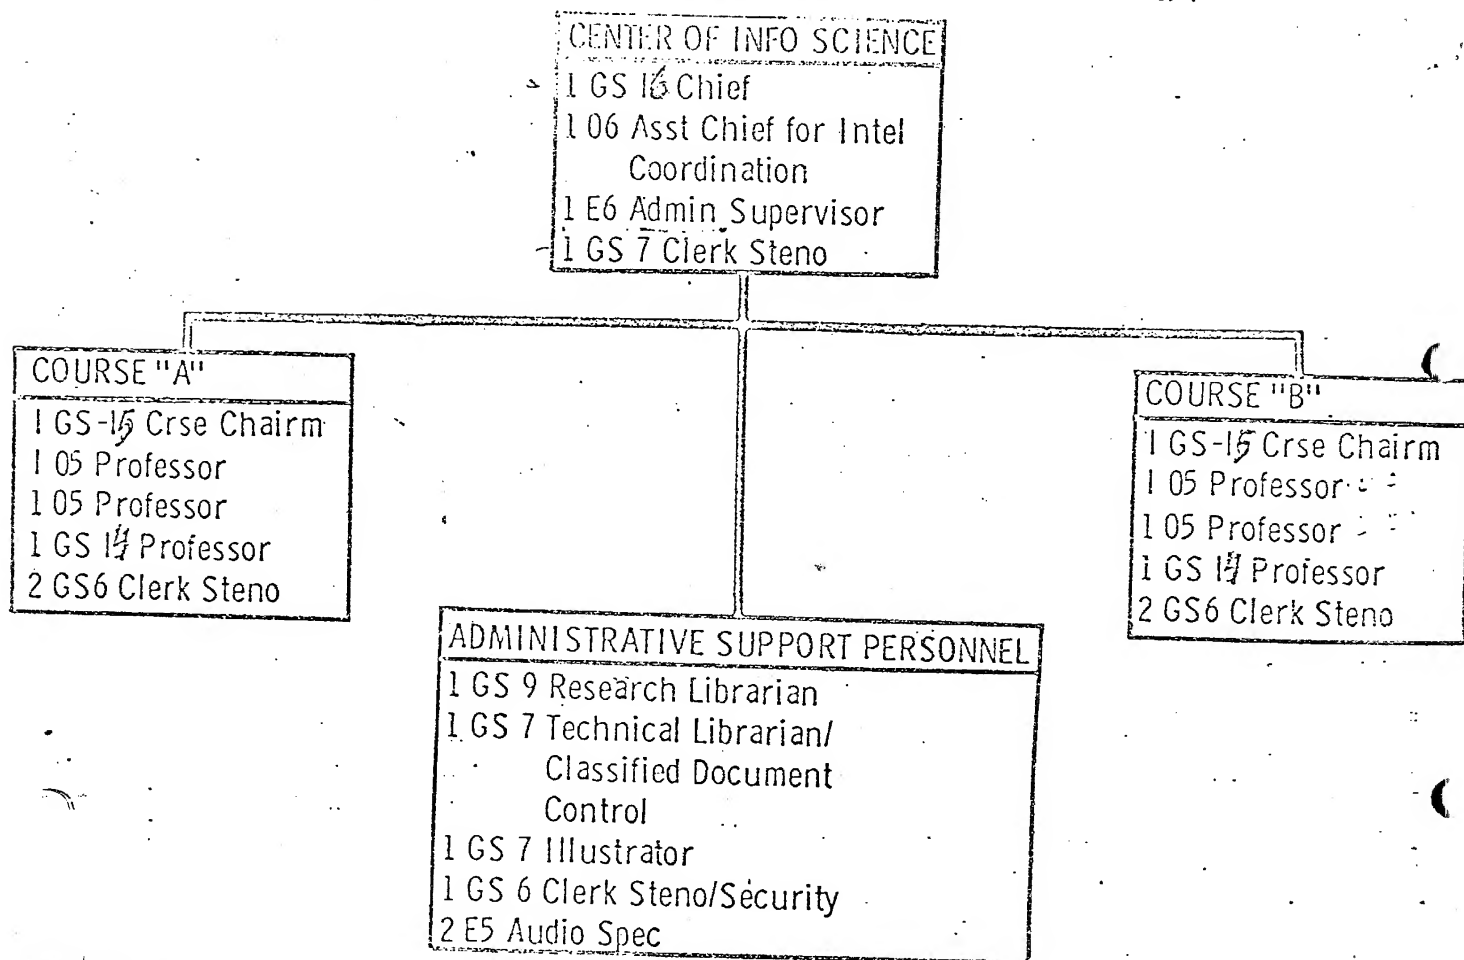 CENTER OF INFO SCIENCE
1 GS 16 Chief
1 06 Asst Chief for Intel
Coordination
1 E6 Admin Supervisor
1 GS 7 Clerk Steno
COURSE "A"
1 GS-15 Crse Chairm
1 05 Professor
1 05 Professor
1 GS 14 Professor
2 GS6 Clerk Steno
COURSE "B"
1 GS-15 Crse Chairm
1 05 Professor
1 05 Professor
1 GS 14 Professor
2 GS6 Clerk Steno
ADMINISTRATIVE SUPPORT PERSONNEL
1 GS 9 Research Librarian
1 GS 7 Technical Librarian/
Classified Document
Control
1 GS 7 Illustrator
1 GS 6 Clerk Steno/Security
2 E5 Audio Spec